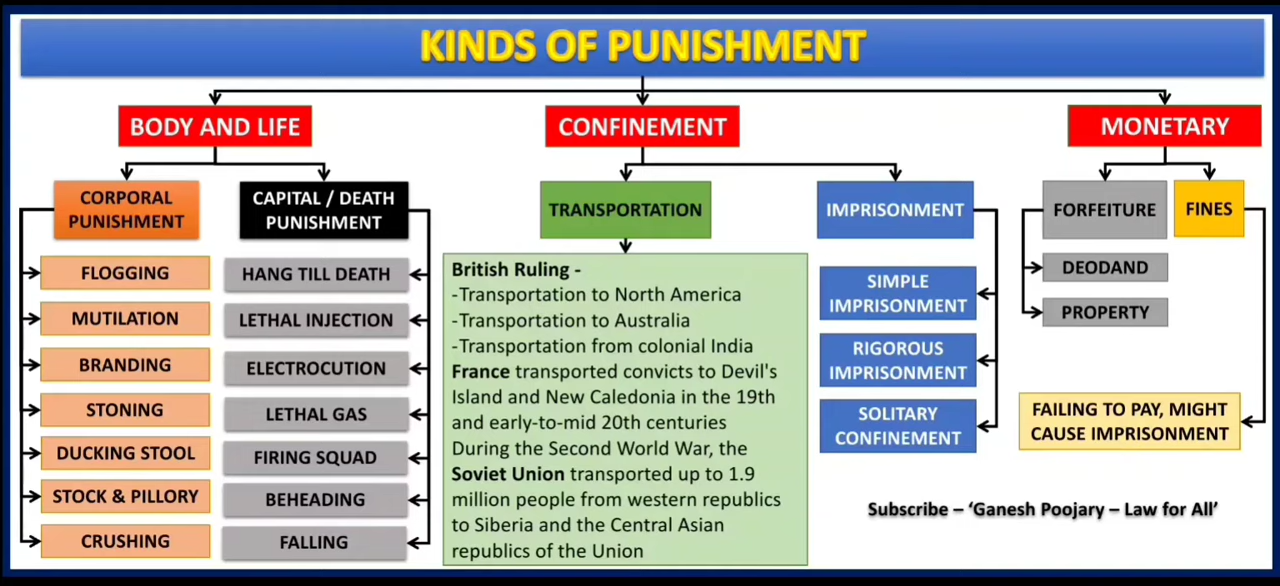 KINDS OF PUNISHMENT
BODY AND LIFE
CORPORAL
PUNISHMENT
FLOGGING
MUTILATION
BRANDING
STONING
DUCKING STOOL
STOCK & PILLORY
CRUSHING
CAPITAL / DEATH
PUNISHMENT
HANG TILL DEATH
LETHAL INJECTION
ELECTROCUTION
LETHAL GAS
FIRING SQUAD
BEHEADING
FALLING
CONFINEMENT
TRANSPORTATION
British Ruling -
-Transportation to North America
-Transportation to Australia
-Transportation from colonial India
France transported convicts to Devil's
Island and New Caledonia in the 19th
and early-to-mid 20th centuries
During the Second World War, the
Soviet Union transported up to 1.9
million people from western republics
to Siberia and the Central Asian
republics of the Union
IMPRISONMENT
SIMPLE
IMPRISONMENT
RIGOROUS
IMPRISONMENT
SOLITARY
CONFINEMENT
MONETARY
FORFEITURE
DEODAND
PROPERTY
FINES
FAILING TO PAY, MIGHT
CAUSE IMPRISONMENT
Subscribe – ‘Ganesh Poojary – Law for All’